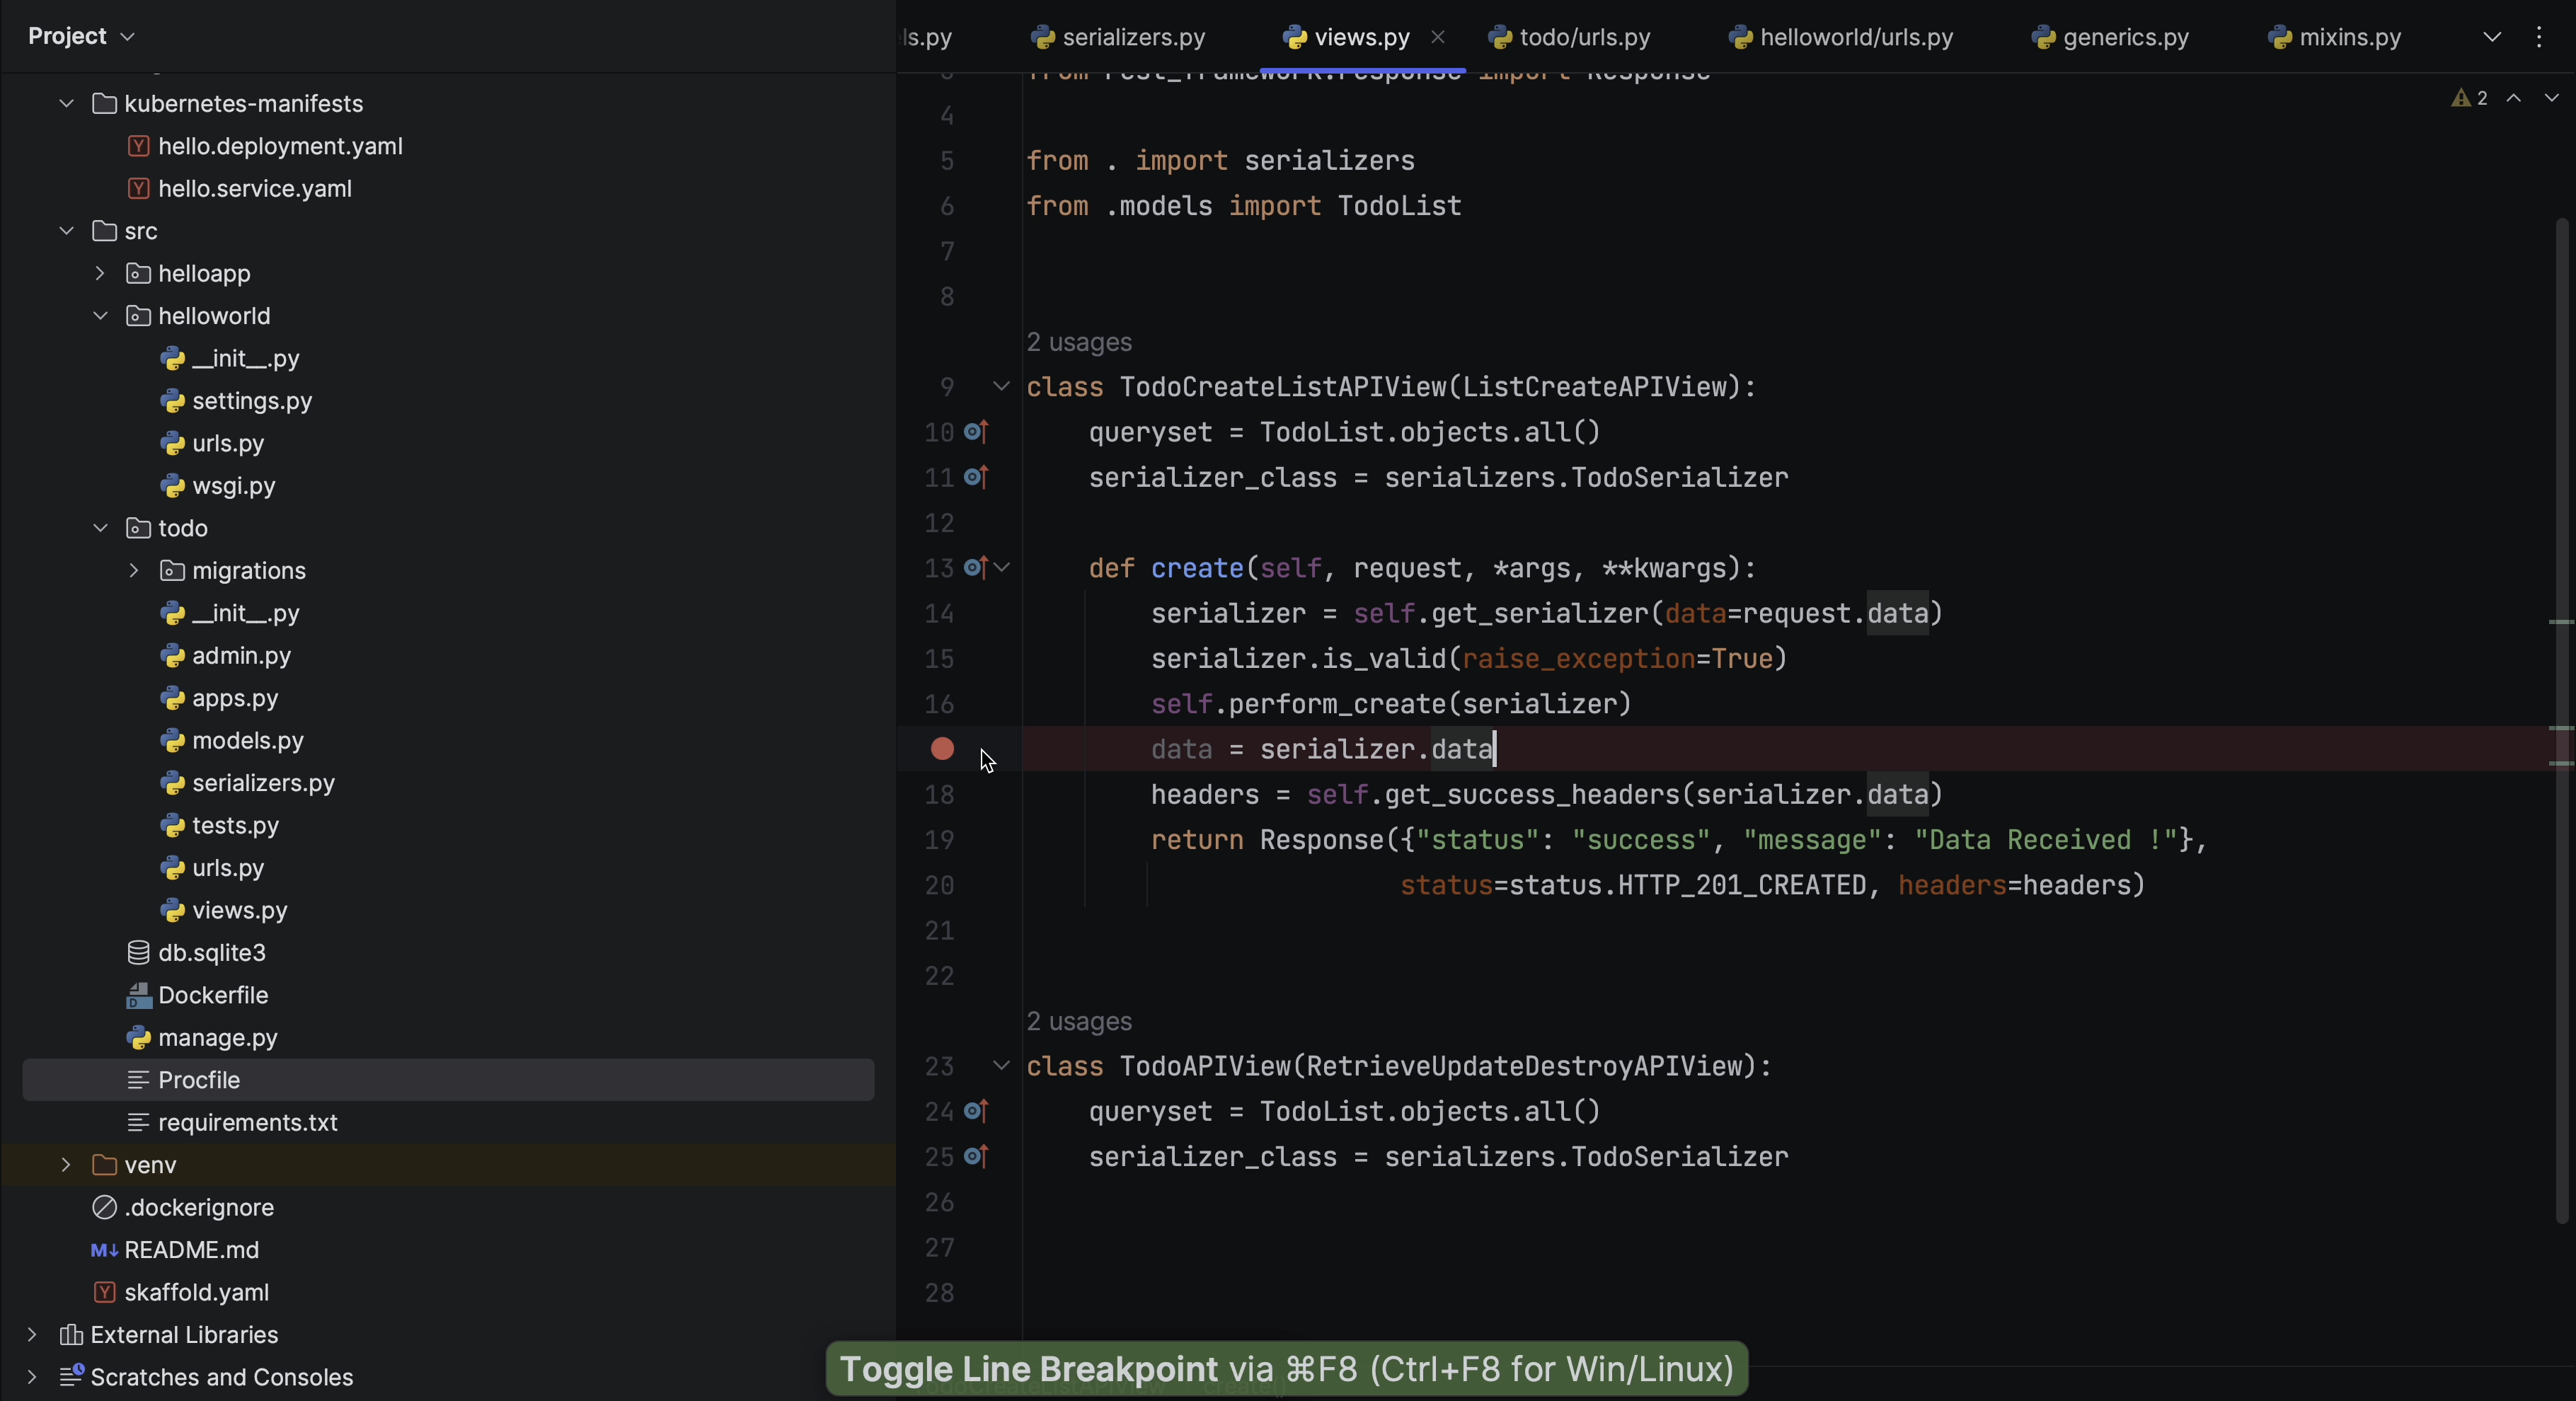 Project
ls.py
serializers.py
views.py
todo/urls.py
helloworld/urls.py
generics.py
mixins.py
kubernetes-manifests
hello.deployment.yaml
hello.service.yaml
src
helloapp
helloworld
__init__.py
settings.py
urls.py
wsgi.py
todo
migrations
__init__.py
admin.py
apps.py
models.py
serializers.py
tests.py
urls.py
views.py
db.sqlite3
Dockerfile
manage.py
Procfile
requirements.txt
venv
.dockerignore
M↓ README.md
skaffold.yaml
External Libraries
Scratches and Consoles
2
3 from rest_framework.response import Response
4
5 from . import serializers
6 from .models import TodoList
7
8
2 usages
9 class TodoCreateListAPIView(ListCreateAPIView):
10 queryset = TodoList.objects.all()
11 serializer_class = serializers.TodoSerializer
12
13 def create(self, request, *args, **kwargs):
14 serializer = self.get_serializer(data=request.data)
15 serializer.is_valid(raise_exception=True)
16 self.perform_create(serializer)
data = serializer.data
18 headers = self.get_success_headers(serializer.data)
19 return Response({"status": "success", "message": "Data Received !"},
20 status=status.HTTP_201_CREATED, headers=headers)
21
22
2 usages
23 class TodoAPIView(RetrieveUpdateDestroyAPIView):
24 queryset = TodoList.objects.all()
25 serializer_class = serializers.TodoSerializer
26
27
28
Toggle Line Breakpoint via ⌘F8 (Ctrl+F8 for Win/Linux)